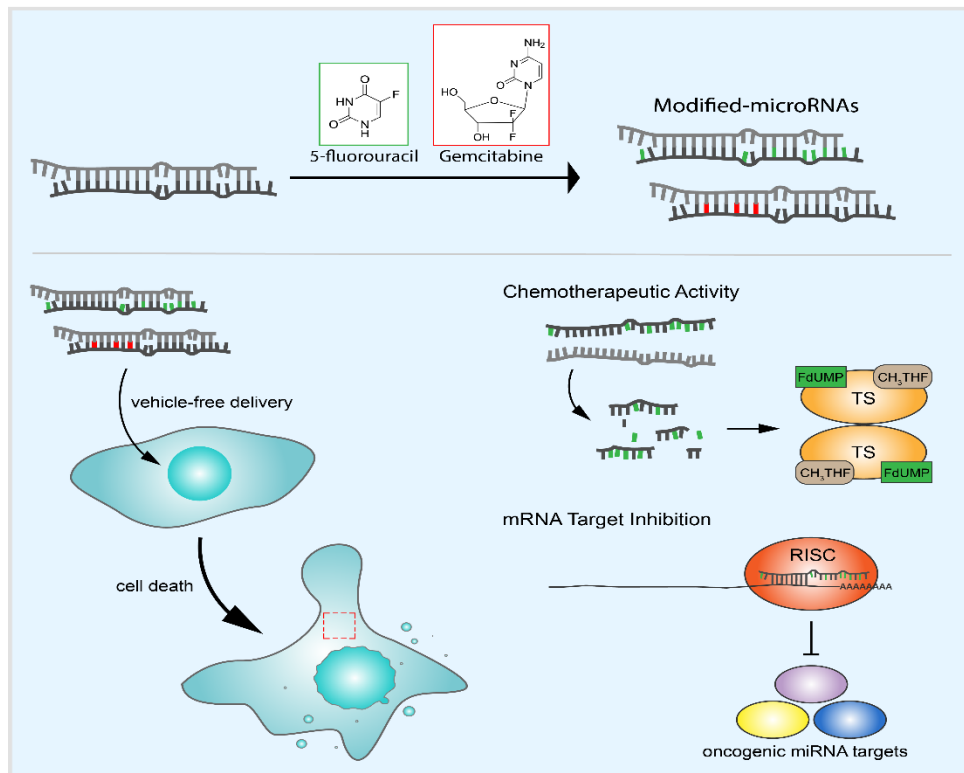 O
F
HN
O
N
H
5-fluorouracil
NH₂
N
O
N
HO
O
F
F
OH
Gemcitabine
Modified-microRNAs
vehicle-free delivery
cell death
Chemotherapeutic Activity
FdUMP
CH₃THF
TS
TS
CH₃THF
FdUMP
mRNA Target Inhibition
RISC
AAAAAAAA
oncogenic miRNA targets